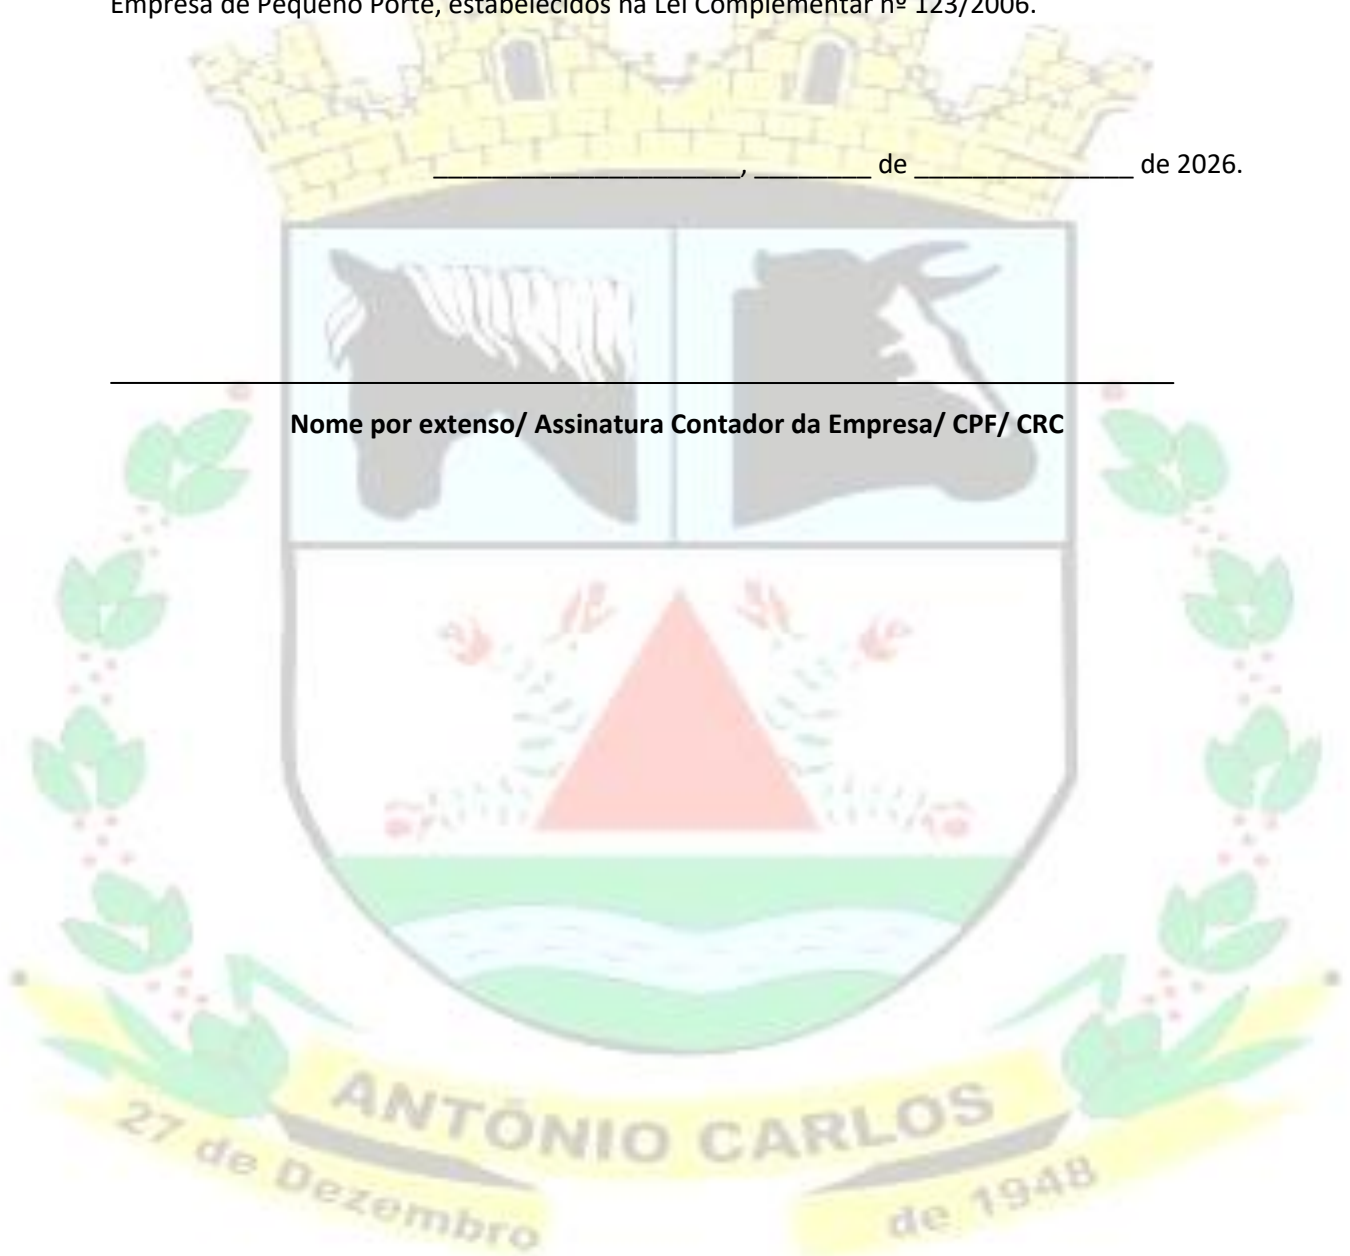 Empresa de Pequeno Porte, estabelecidos na Lei Complementar nº 123/2006.
_____________________, ________ de _______________ de 2026.
Nome por extenso/ Assinatura Contador da Empresa/ CPF/ CRC
ANTÔNIO CARLOS
27 de Dezembro
de 1948